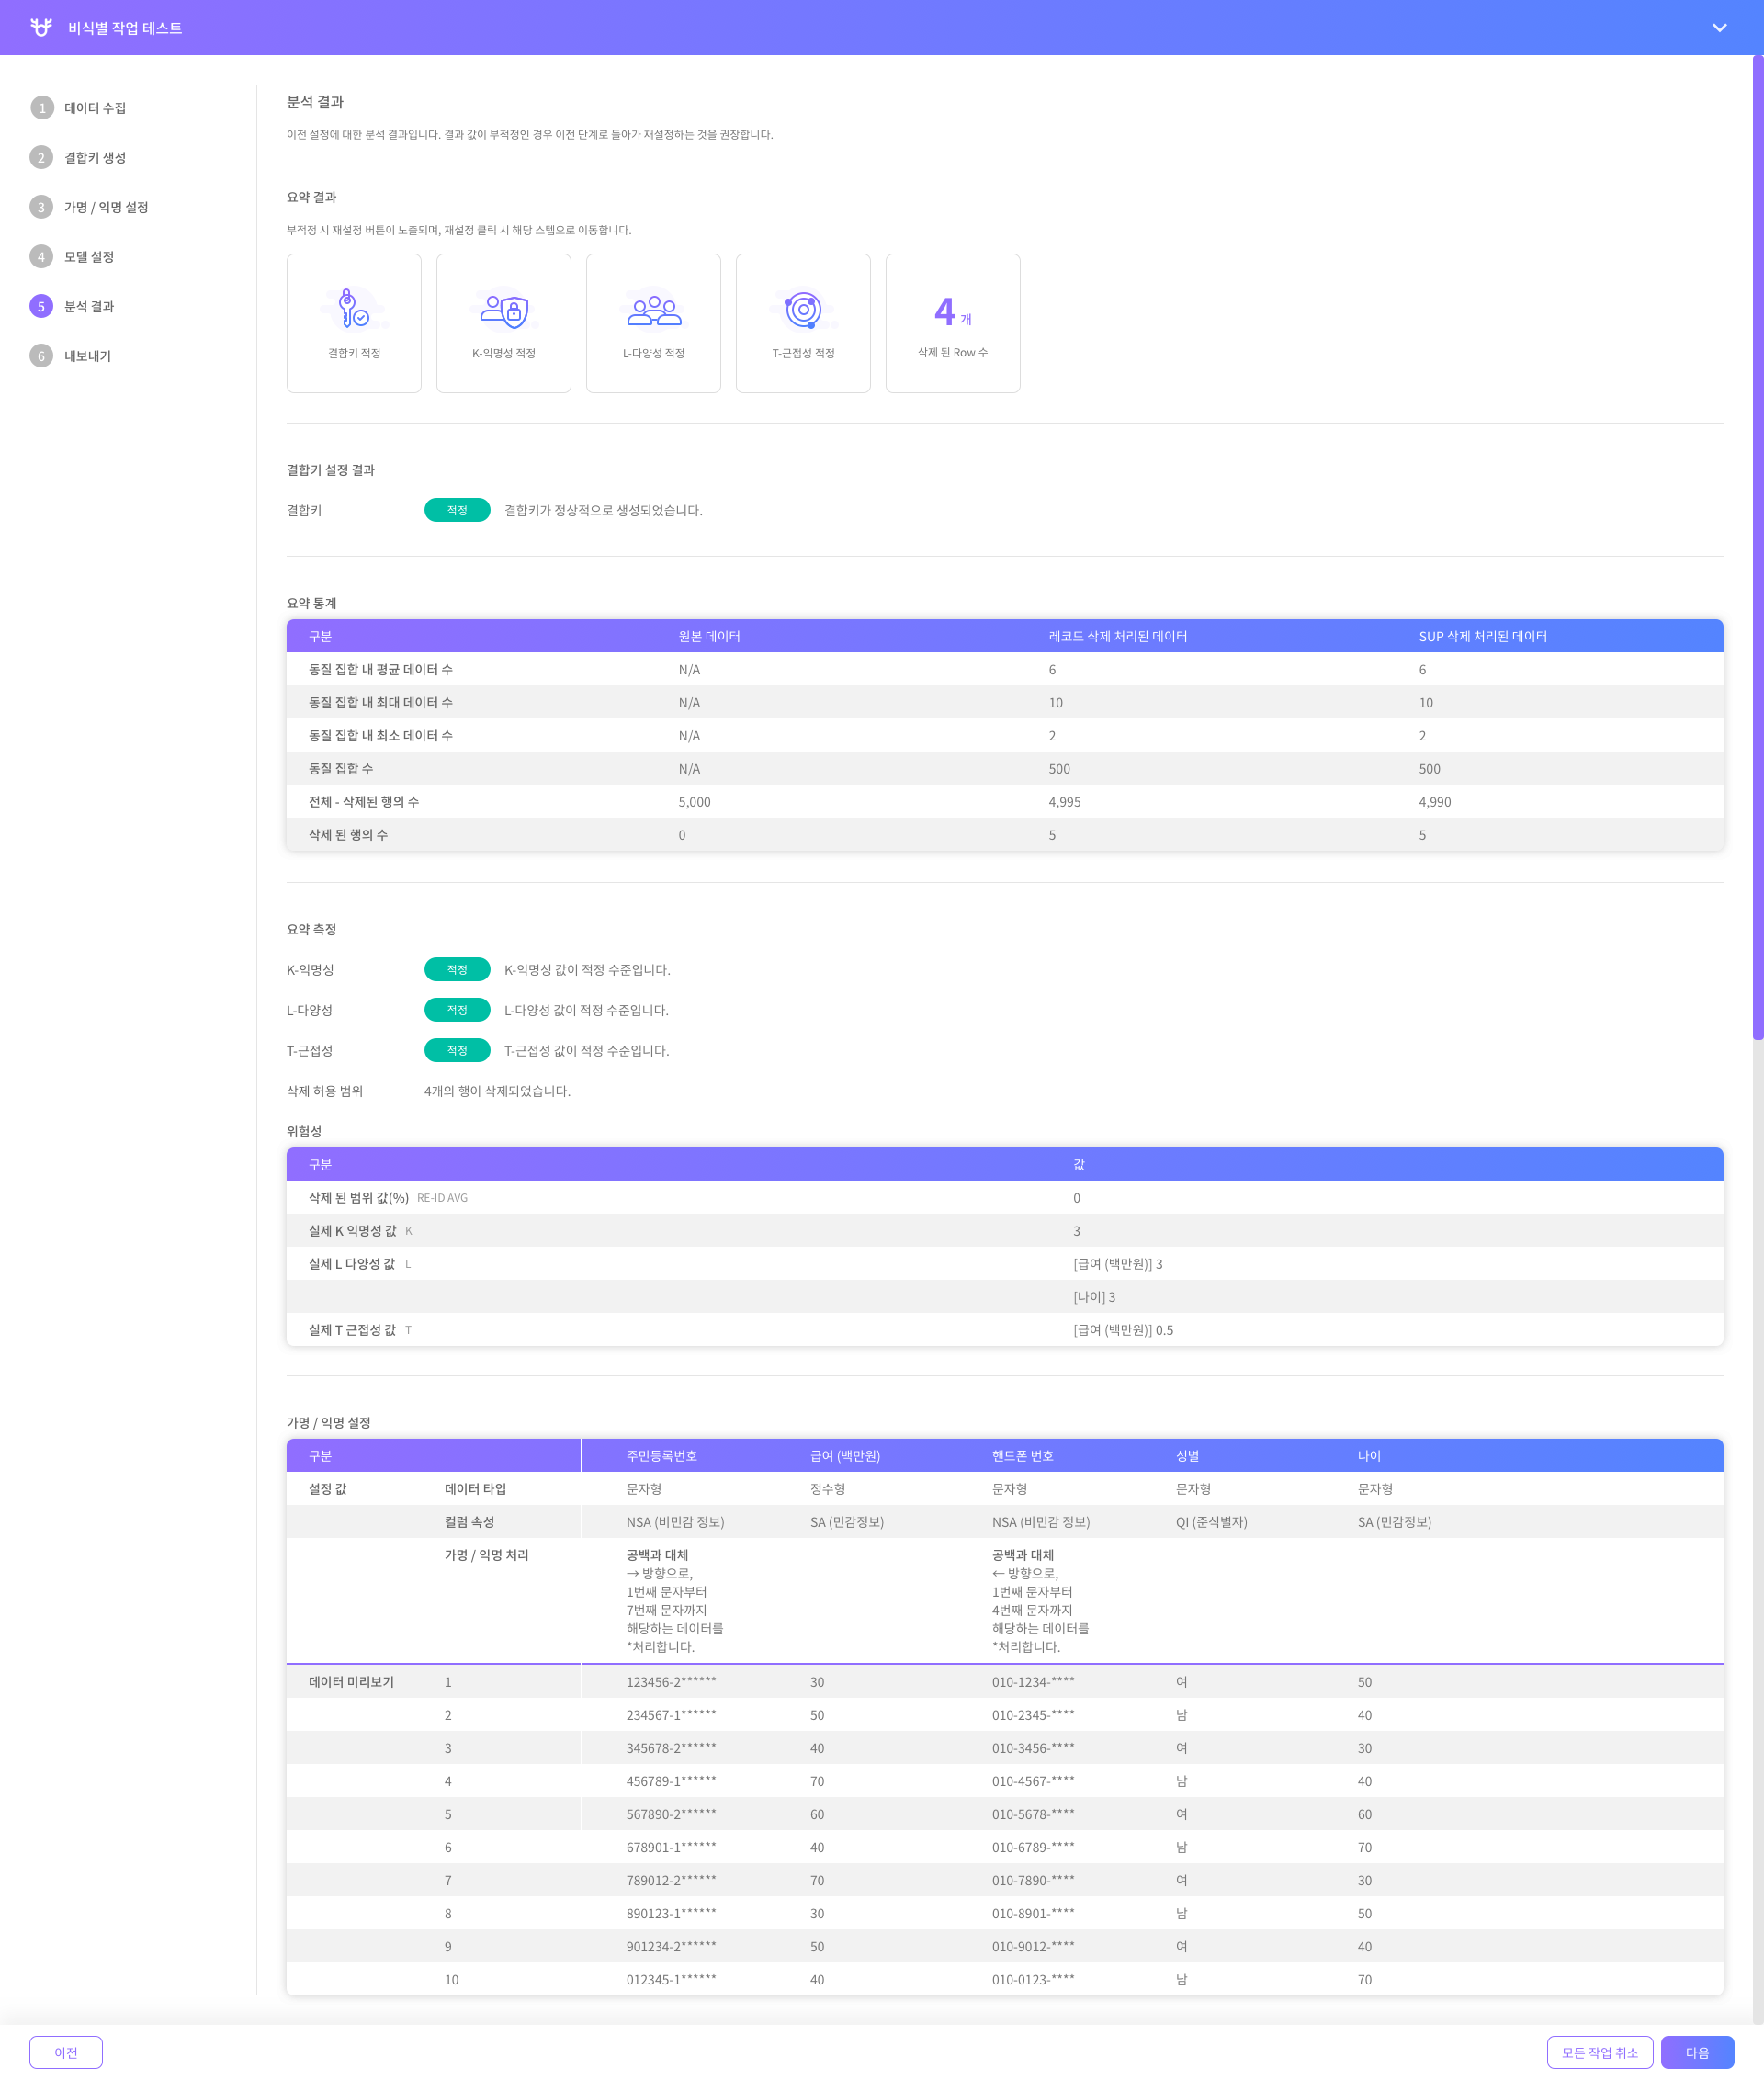 비식별 작업 테스트
1 데이터 수집
2 결합키 생성
3 가명 / 익명 설정
4 모델 설정
5 분석 결과
6 내보내기
분석 결과
이전 설정에 대한 분석 결과입니다. 결과 값이 부적정인 경우 이전 단계로 돌아가 재설정하는 것을 권장합니다.
요약 결과
부적정 시 재설정 버튼이 노출되며, 재설정 클릭 시 해당 스텝으로 이동합니다.
4 개
결합키 적정 K-익명성 적정 L-다양성 적정 T-근접성 적정 삭제 된 Row 수
결합키 설정 결과
결합키 적정 결합키가 정상적으로 생성되었습니다.
요약 통계
구분 원본 데이터 레코드 삭제 처리된 데이터 SUP 삭제 처리된 데이터
동질 집합 내 평균 데이터 수 N/A 6 6
동질 집합 내 최대 데이터 수 N/A 10 10
동질 집합 내 최소 데이터 수 N/A 2 2
동질 집합 수 N/A 500 500
전체 - 삭제된 행의 수 5,000 4,995 4,990
삭제 된 행의 수 0 5 5
요약 측정
K-익명성 적정 K-익명성 값이 적정 수준입니다.
L-다양성 적정 L-다양성 값이 적정 수준입니다.
T-근접성 적정 T-근접성 값이 적정 수준입니다.
삭제 허용 범위 4개의 행이 삭제되었습니다.
위험성
구분 값
삭제 된 범위 값(%) RE-ID AVG 0
실제 K 익명성 값 K 3
실제 L 다양성 값 L [급여 (백만원)] 3
[나이] 3
실제 T 근접성 값 T [급여 (백만원)] 0.5
가명 / 익명 설정
구분 주민등록번호 급여 (백만원) 핸드폰 번호 성별 나이
설정 값 데이터 타입 문자형 정수형 문자형 문자형 문자형
컬럼 속성 NSA (비민감 정보) SA (민감정보) NSA (비민감 정보) QI (준식별자) SA (민감정보)
가명 / 익명 처리 공백과 대체 공백과 대체
→ 방향으로, ← 방향으로,
1번째 문자부터 1번째 문자부터
7번째 문자까지 4번째 문자까지
해당하는 데이터를 해당하는 데이터를
*처리합니다. *처리합니다.
데이터 미리보기 1 123456-2****** 30 010-1234-**** 여 50
2 234567-1****** 50 010-2345-**** 남 40
3 345678-2****** 40 010-3456-**** 여 30
4 456789-1****** 70 010-4567-**** 남 40
5 567890-2****** 60 010-5678-**** 여 60
6 678901-1****** 40 010-6789-**** 남 70
7 789012-2****** 70 010-7890-**** 여 30
8 890123-1****** 30 010-8901-**** 남 50
9 901234-2****** 50 010-9012-**** 여 40
10 012345-1****** 40 010-0123-**** 남 70
이전 모든 작업 취소 다음